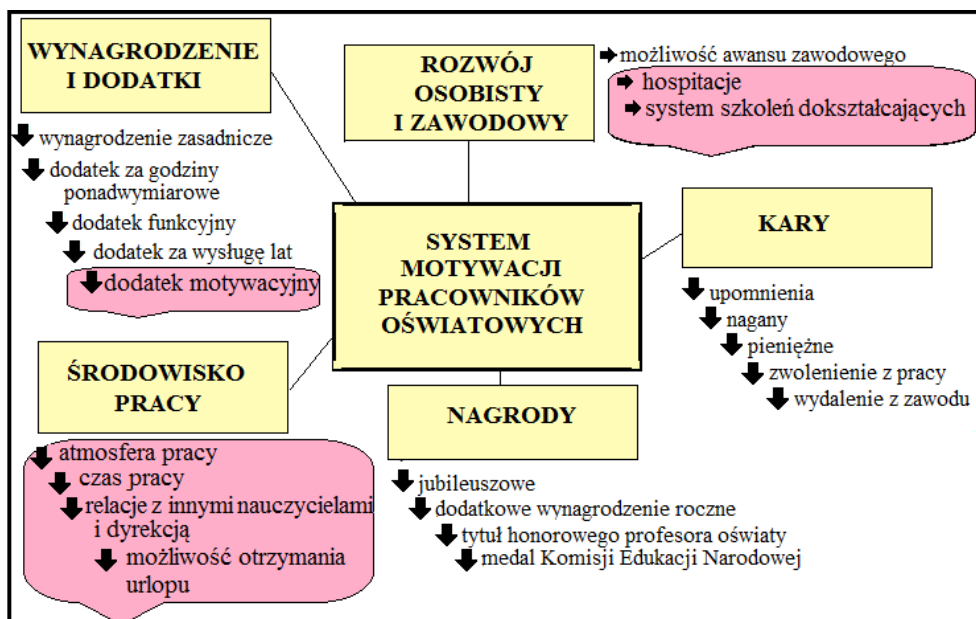 WYNAGRODZENIE
I DODATKI
wynagrodzenie zasadnicze
dodatek za godziny
ponadwymiarowe
dodatek funkcyjny
dodatek za wysługę lat
dodatek motywacyjny
ROZWÓJ
OSOBISTY
I ZAWODOWY
możliwość awansu zawodowego
hospitacje
system szkoleń dokształcających
SYSTEM
MOTYWACJI
PRACOWNIKÓW
OŚWIATOWYCH
KARY
upomnienia
nagany
pieniężne
zwolenienie z pracy
wydalenie z zawodu
ŚRODOWISKO
PRACY
atmosfera pracy
czas pracy
relacje z innymi nauczycielami
i dyrekcją
możliwość otrzymania
urlopu
NAGRODY
jubileuszowe
dodatkowe wynagrodzenie roczne
tytuł honorowego profesora oświaty
medal Komisji Edukacji Narodowej